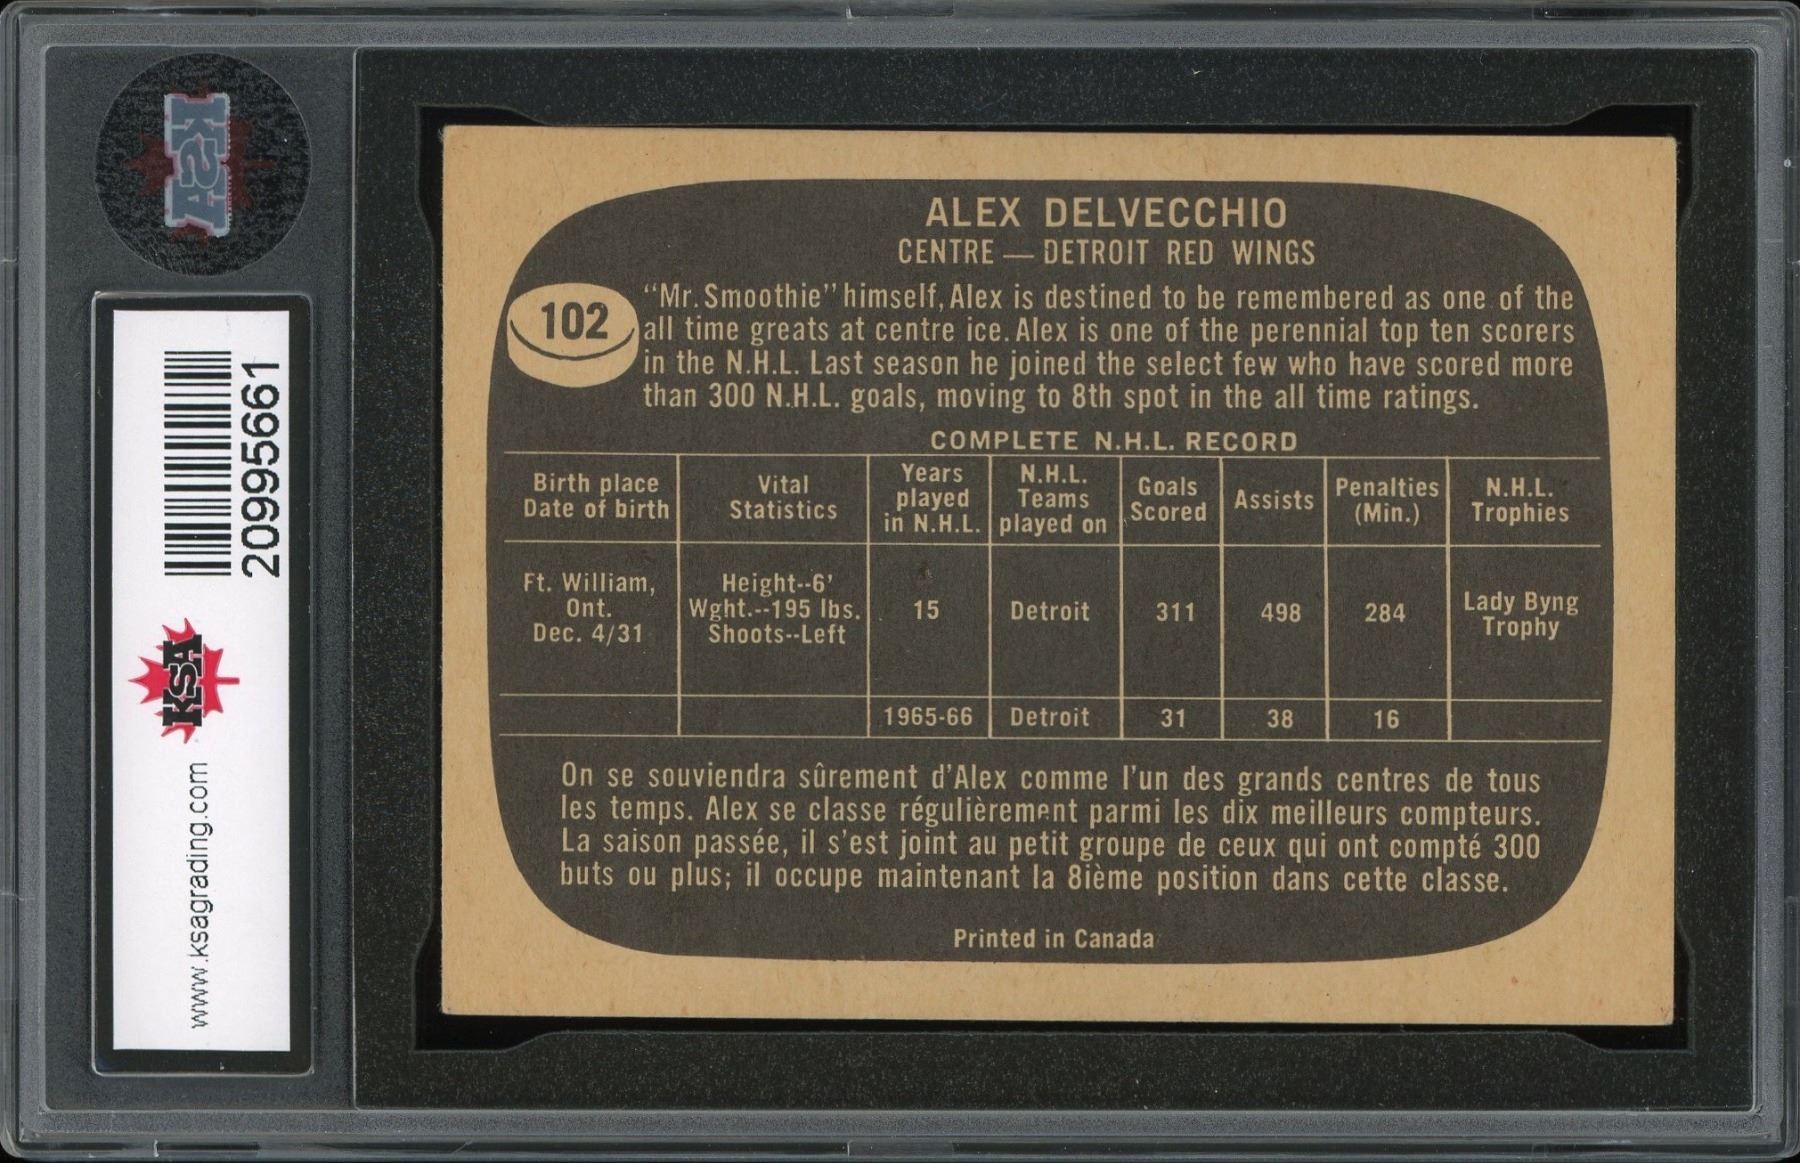 KSA
209955661
KSA
www.ksagrading.com
ALEX DELVECCHIO
CENTRE — DETROIT RED WINGS
102
“Mr. Smoothie” himself, Alex is destined to be remembered as one of the
all time greats at centre ice. Alex is one of the perennial top ten scorers
in the N.H.L. Last season he joined the select few who have scored more
than 300 N.H.L. goals, moving to 8th spot in the all time ratings.
COMPLETE N.H.L. RECORD
Birth place
Date of birth
Vital
Statistics
Years
played
in N.H.L.
N.H.L.
Teams
played on
Goals
Scored
Assists
Penalties
(Min.)
N.H.L.
Trophies
Ft. William,
Ont.
Dec. 4/31
Height--6'
Wght.--195 lbs.
Shoots--Left
15
Detroit
311
498
284
Lady Byng
Trophy
1965-66
Detroit
31
38
16
On se souviendra sûrement d'Alex comme l'un des grands centres de tous
les temps. Alex se classe régulièrement parmi les dix meilleurs compteurs.
La saison passée, il s'est joint au petit groupe de ceux qui ont compté 300
buts ou plus; il occupe maintenant la 8ième position dans cette classe.
Printed in Canada